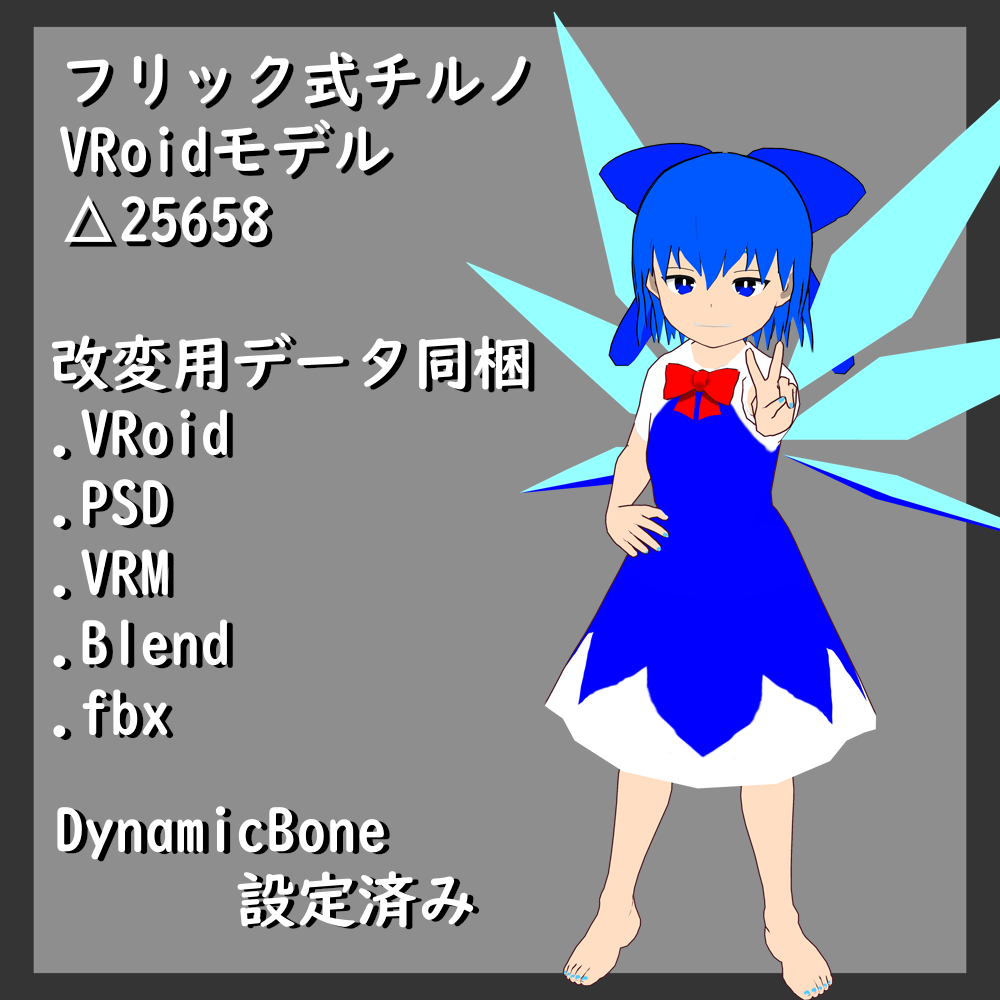 フリック式チルノ
VRoidモデル
△25658
改変用データ同梱
.VRoid
.PSD
.VRM
.Blend
.fbx
DynamicBone
設定済み